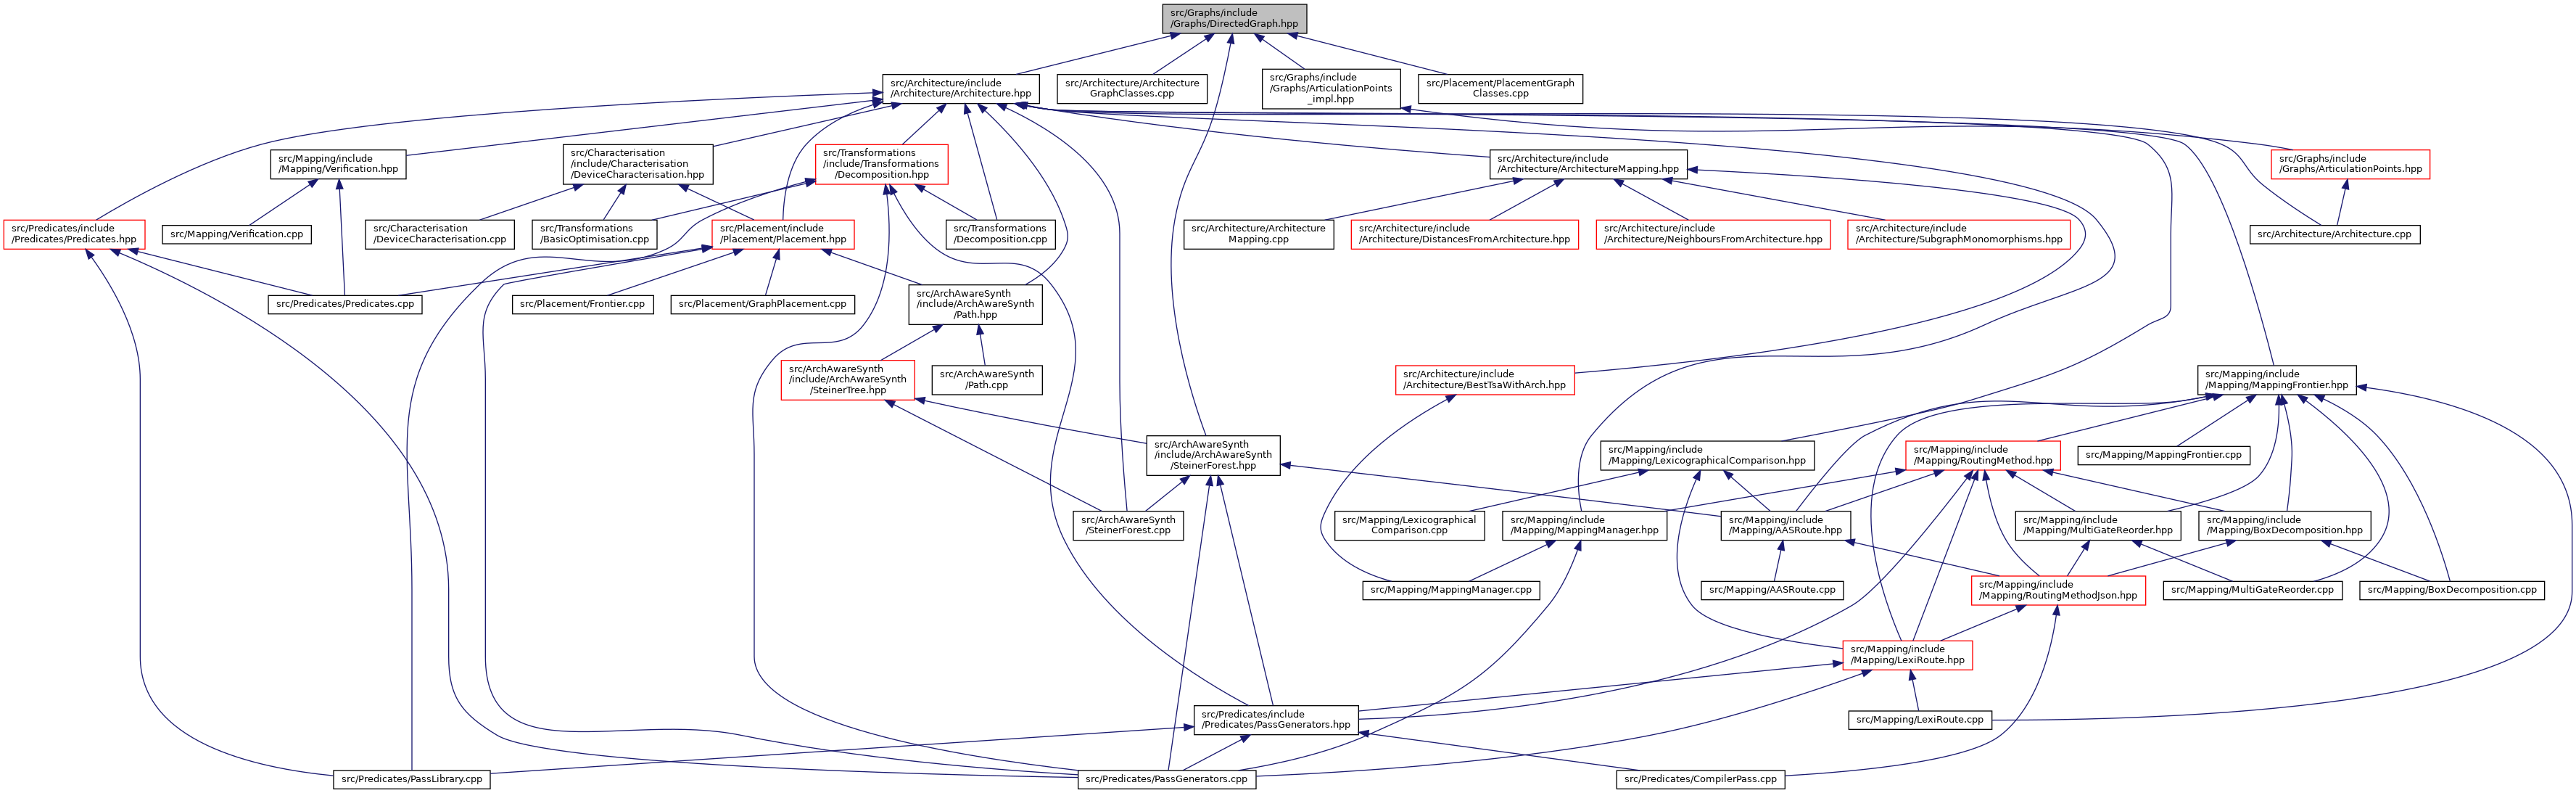 src/Graphs/include
/Graphs/DirectedGraph.hpp
src/Architecture/include
/Architecture/Architecture.hpp
src/Architecture/Architecture
GraphClasses.cpp
src/Graphs/include
/Graphs/ArticulationPoints
_impl.hpp
src/Placement/PlacementGraph
Classes.cpp
src/Mapping/include
/Mapping/Verification.hpp
src/Characterisation
/include/Characterisation
/DeviceCharacterisation.hpp
src/Transformations
/include/Transformations
/Decomposition.hpp
src/Architecture/include
/Architecture/ArchitectureMapping.hpp
src/Graphs/include
/Graphs/ArticulationPoints.hpp
src/Predicates/include
/Predicates/Predicates.hpp
src/Mapping/Verification.cpp
src/Characterisation
/DeviceCharacterisation.cpp
src/Transformations
/BasicOptimisation.cpp
src/Placement/include
/Placement/Placement.hpp
src/Transformations
/Decomposition.cpp
src/Architecture/Architecture
Mapping.cpp
src/Architecture/include
/Architecture/DistancesFromArchitecture.hpp
src/Architecture/include
/Architecture/NeighboursFromArchitecture.hpp
src/Architecture/include
/Architecture/SubgraphMonomorphisms.hpp
src/Architecture/Architecture.cpp
src/Predicates/Predicates.cpp
src/Placement/Frontier.cpp
src/Placement/GraphPlacement.cpp
src/ArchAwareSynth
/include/ArchAwareSynth
/Path.hpp
src/ArchAwareSynth
/include/ArchAwareSynth
/SteinerTree.hpp
src/ArchAwareSynth
/Path.cpp
src/Architecture/include
/Architecture/BestTsaWithArch.hpp
src/Mapping/include
/Mapping/MappingFrontier.hpp
src/ArchAwareSynth
/include/ArchAwareSynth
/SteinerForest.hpp
src/Mapping/include
/Mapping/LexicographicalComparison.hpp
src/Mapping/include
/Mapping/RoutingMethod.hpp
src/Mapping/MappingFrontier.cpp
src/ArchAwareSynth
/SteinerForest.cpp
src/Mapping/Lexicographical
Comparison.cpp
src/Mapping/include
/Mapping/MappingManager.hpp
src/Mapping/include
/Mapping/AASRoute.hpp
src/Mapping/include
/Mapping/MultiGateReorder.hpp
src/Mapping/include
/Mapping/BoxDecomposition.hpp
src/Mapping/MappingManager.cpp
src/Mapping/AASRoute.cpp
src/Mapping/include
/Mapping/RoutingMethodJson.hpp
src/Mapping/MultiGateReorder.cpp
src/Mapping/BoxDecomposition.cpp
src/Mapping/include
/Mapping/LexiRoute.hpp
src/Predicates/include
/Predicates/PassGenerators.hpp
src/Mapping/LexiRoute.cpp
src/Predicates/PassLibrary.cpp
src/Predicates/PassGenerators.cpp
src/Predicates/CompilerPass.cpp